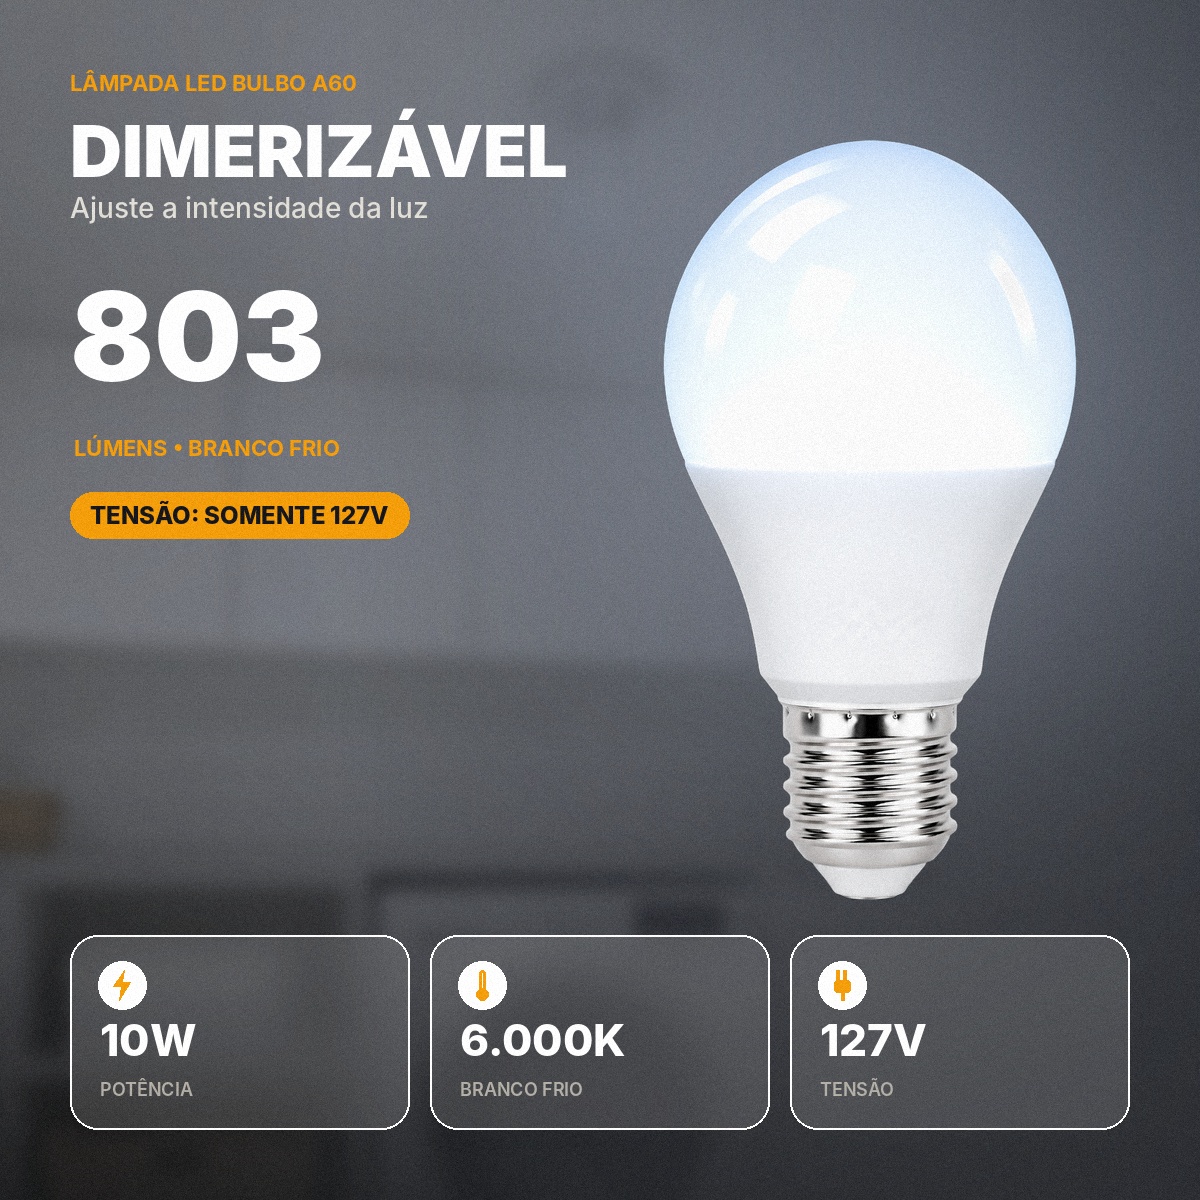 LÂMPADA LED BULBO A60
DIMERIZÁVEL
Ajuste a intensidade da luz
803
LÚMENS • BRANCO FRIO
TENSÃO: SOMENTE 127V
10W
POTÊNCIA
6.000K
BRANCO FRIO
127V
TENSÃO